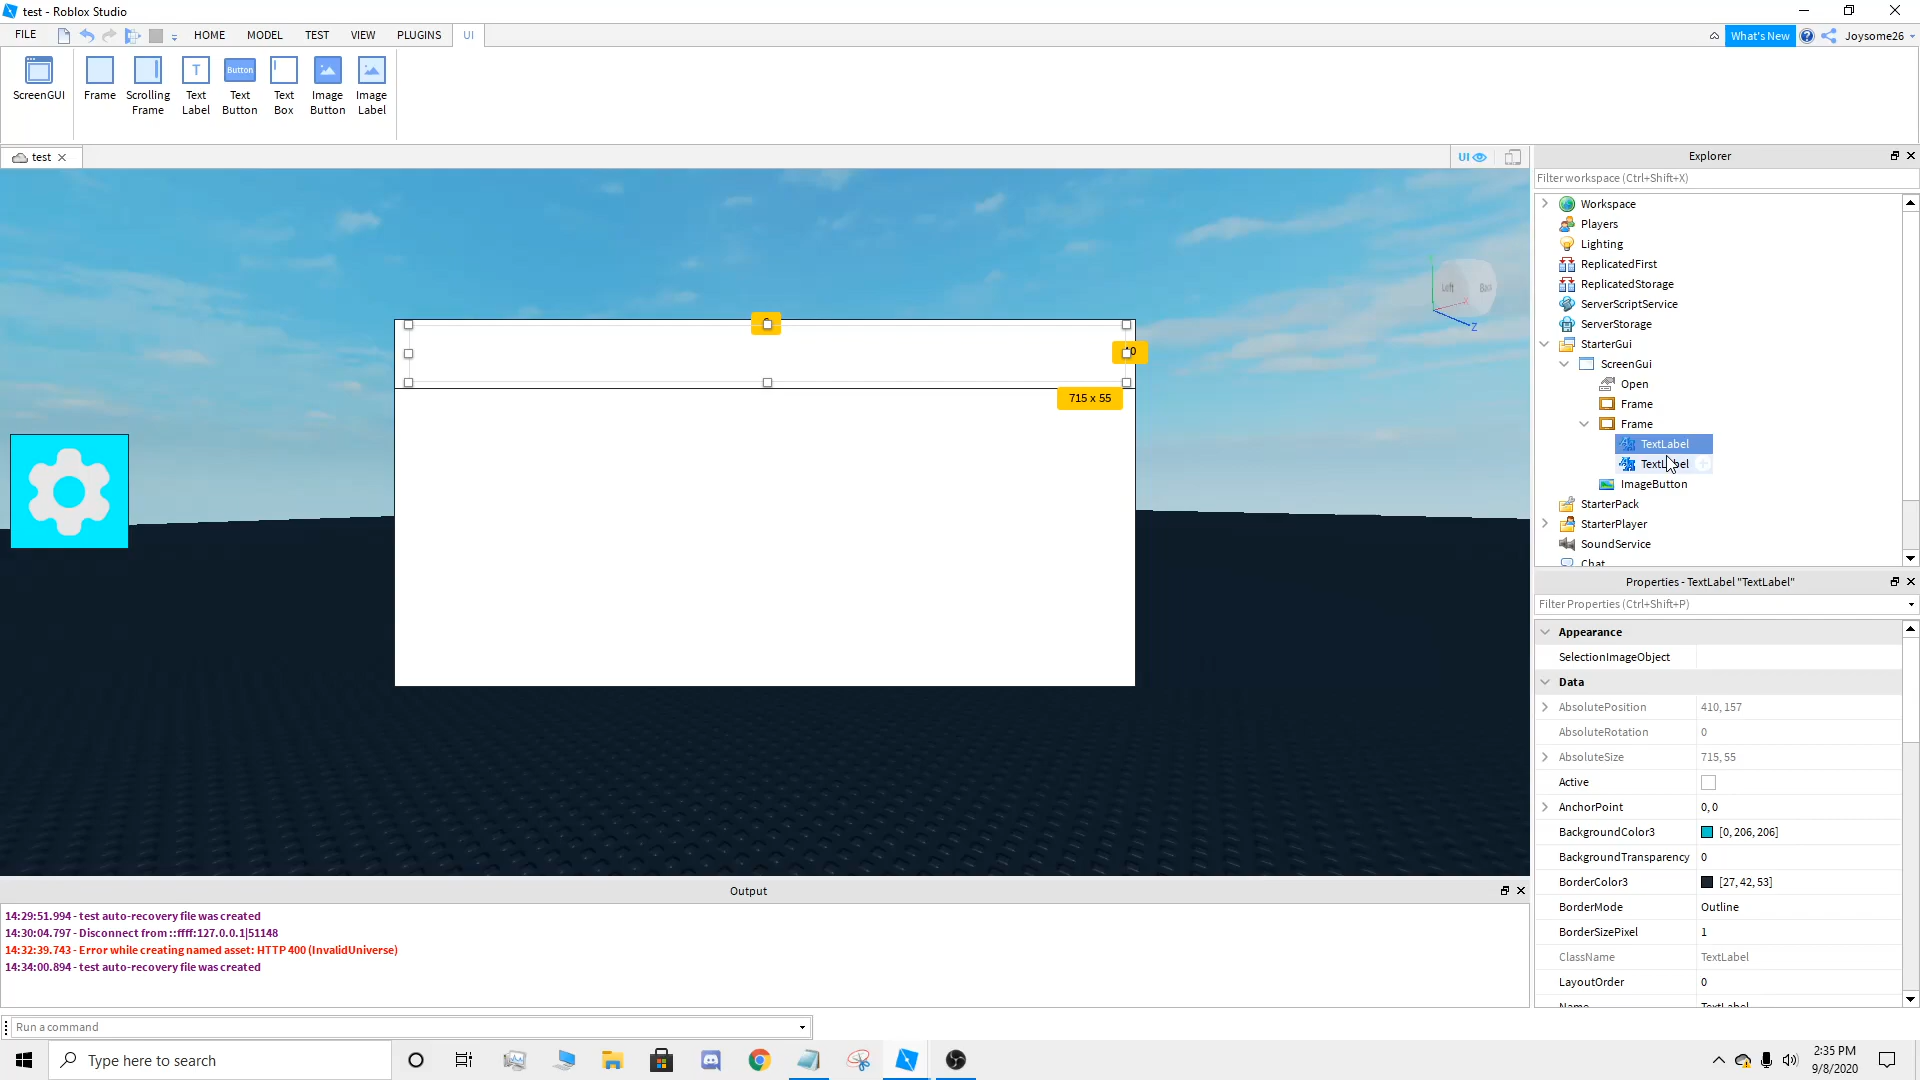 test - Roblox Studio
FILE HOME MODEL TEST VIEW PLUGINS UI What's New Joysome26
ScreenGUI
Frame
Scrolling Frame
T
Text Label
Button
Text Button
Text Box
Image Button
Image Label
test
UI
Explorer
Filter workspace (Ctrl+Shift+X)
Workspace
Players
Lighting
ReplicatedFirst
ReplicatedStorage
ServerScriptService
ServerStorage
StarterGui
ScreenGui
Open
Frame
Frame
TextLabel
TextLabel
ImageButton
StarterPack
StarterPlayer
SoundService
Chat
Left
Z
715 x 55
Properties - TextLabel "TextLabel"
Filter Properties (Ctrl+Shift+P)
Appearance
SelectionImageObject
Data
AbsolutePosition 410, 157
AbsoluteRotation 0
AbsoluteSize 715, 55
Active
AnchorPoint 0, 0
BackgroundColor3 [0, 206, 206]
BackgroundTransparency 0
BorderColor3 [27, 42, 53]
BorderMode Outline
BorderSizePixel 1
ClassName TextLabel
LayoutOrder 0
Name TextLabel
Output
14:29:51.994 - test auto-recovery file was created
14:30:04.797 - Disconnect from ::ffff:127.0.0.1|51148
14:32:39.743 - Error while creating named asset: HTTP 400 (InvalidUniverse)
14:34:00.894 - test auto-recovery file was created
Run a command
Type here to search
2:35 PM
9/8/2020